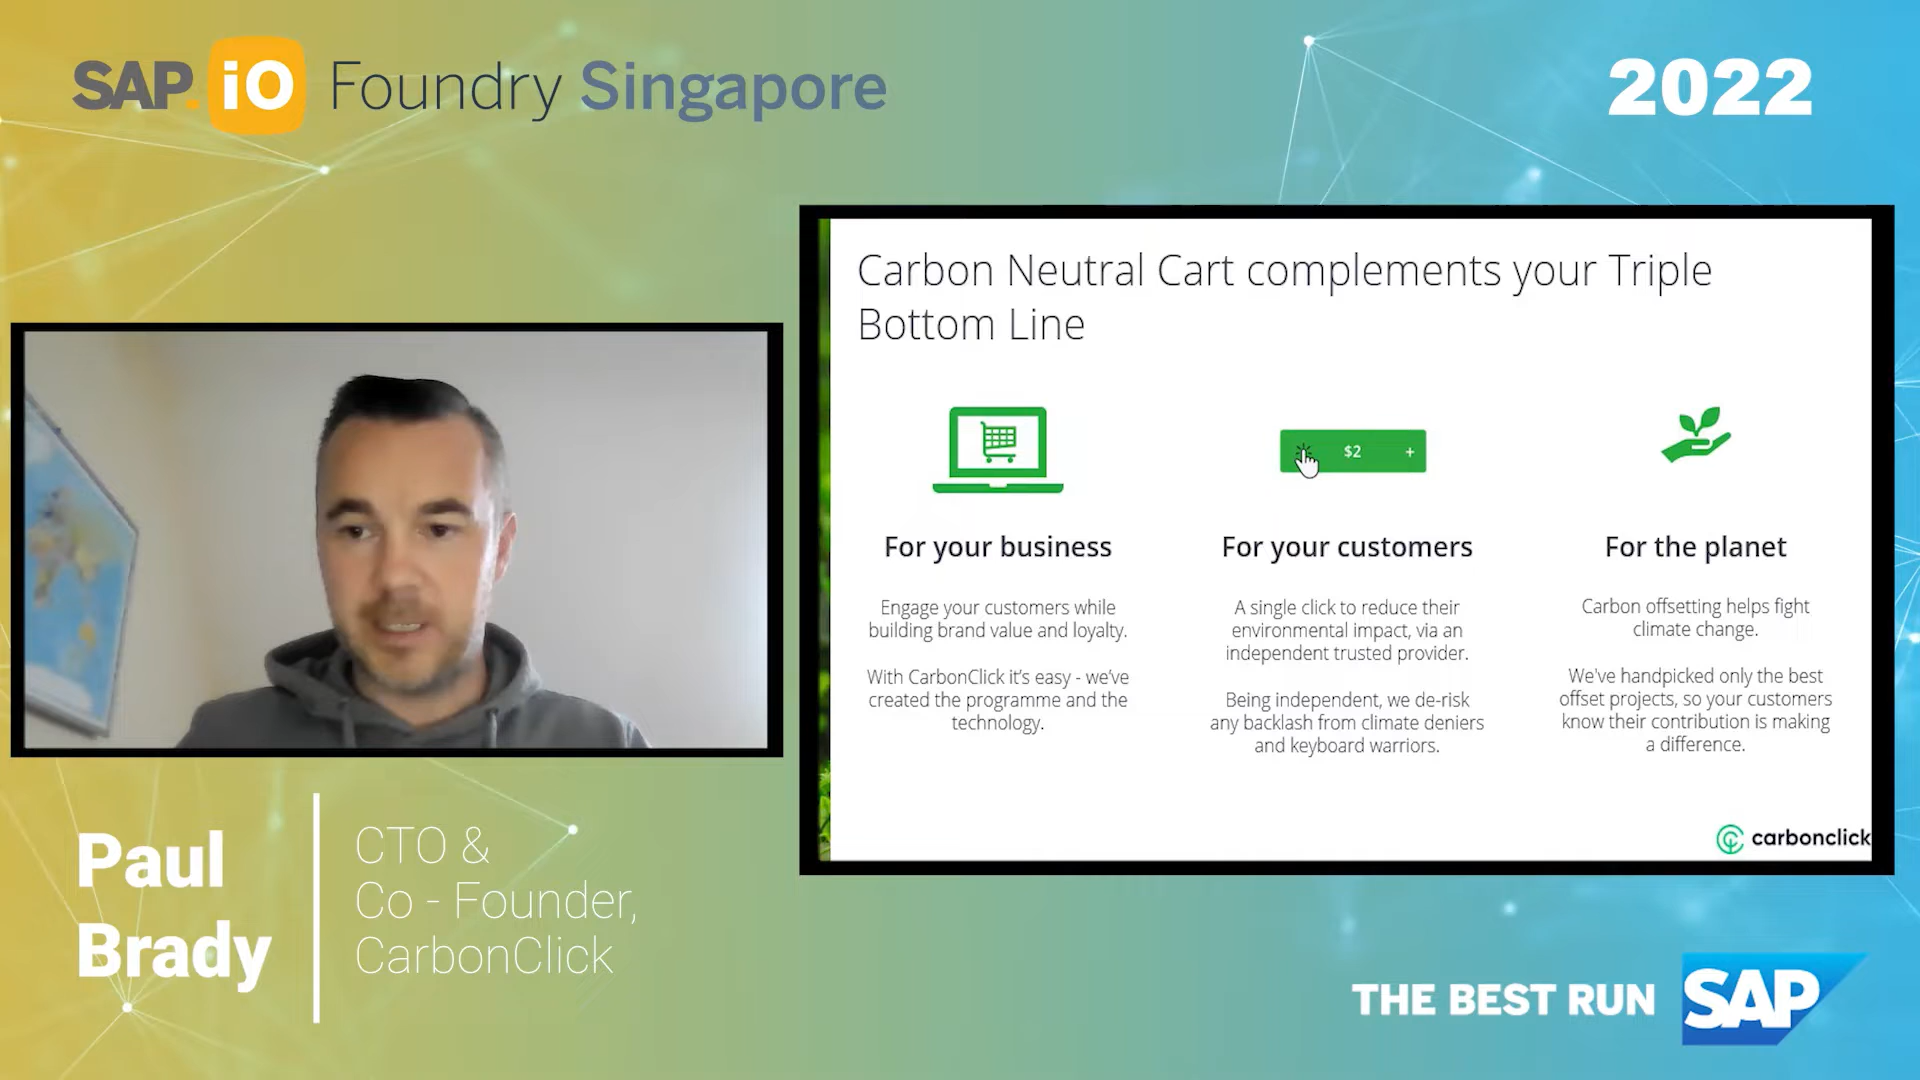 SAP iO Foundry Singapore
2022
Carbon Neutral Cart complements your Triple
Bottom Line
$2 +
For your business
Engage your customers while
building brand value and loyalty.
With CarbonClick it's easy - we've
created the programme and the
technology.
For your customers
A single click to reduce their
environmental impact, via an
independent trusted provider.
Being independent, we de-risk
any backlash from climate deniers
and keyboard warriors.
For the planet
Carbon offsetting helps fight
climate change.
We've handpicked only the best
offset projects, so your customers
know their contribution is making
a difference.
carbonclick
Paul
Brady
CTO &
Co - Founder,
CarbonClick
THE BEST RUN SAP